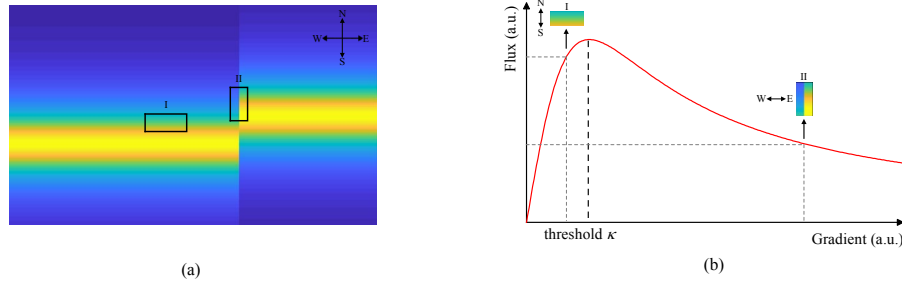 N
W E
S
I
II
(a)
Flux (a.u.)
N
S
I
II
W E
threshold κ
Gradient (a.u.)
(b)